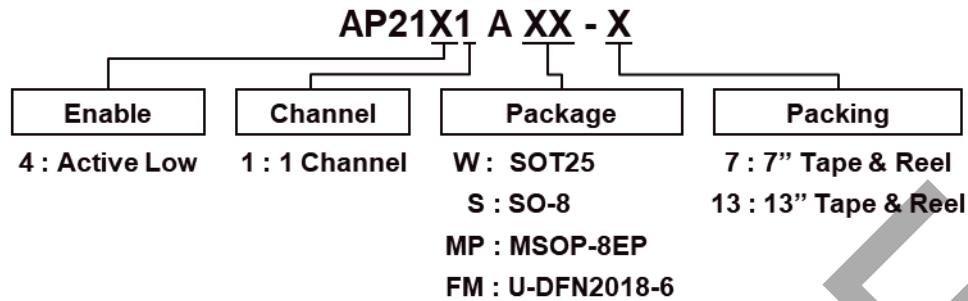 AP21X1 A XX - X
Enable Channel Package Packing
4 : Active Low 1 : 1 Channel W : SOT25 7 : 7” Tape & Reel
S : SO-8 13 : 13” Tape & Reel
MP : MSOP-8EP
FM : U-DFN2018-6